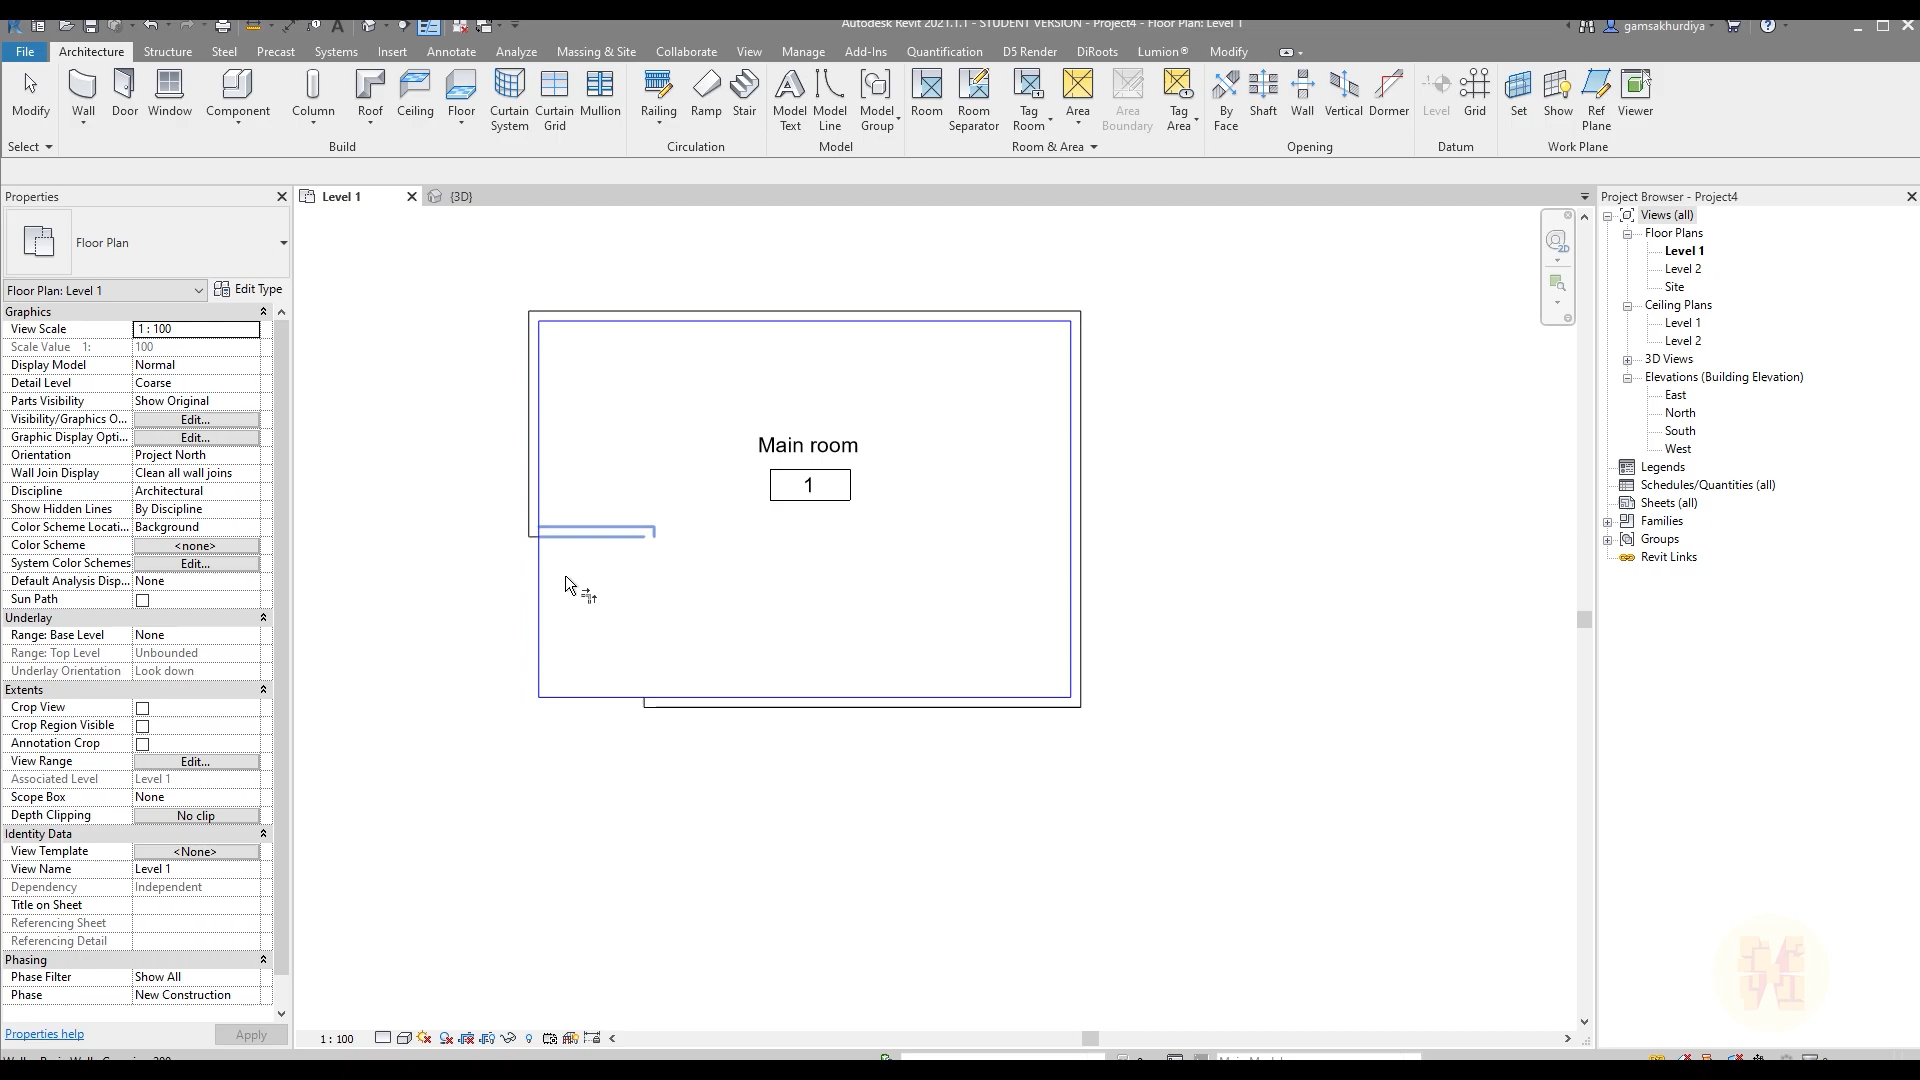 Autodesk Revit 2021.1.1 - STUDENT VERSION - Project4 - Floor Plan: Level 1
gamsakhurdiya
File Architecture Structure Steel Precast Systems Insert Annotate Analyze Massing & Site Collaborate View Manage Add-Ins Quantification D5 Render DiRoots Lumion® Modify
Modify Wall Door Window Component Column Roof Ceiling Floor Curtain System Curtain Grid Mullion Railing Ramp Stair Model Text Model Line Model Group Room Room Separator Tag Room Area Area Boundary Tag Area By Face Shaft Wall Vertical Dormer Level Grid Set Show Ref Plane Viewer
Select Build Circulation Model Room & Area Opening Datum Work Plane
Properties
Floor Plan
Floor Plan: Level 1 Edit Type
Graphics
View Scale 1 : 100
Scale Value 1: 100
Display Model Normal
Detail Level Coarse
Parts Visibility Show Original
Visibility/Graphics O... Edit...
Graphic Display Opti... Edit...
Orientation Project North
Wall Join Display Clean all wall joins
Discipline Architectural
Show Hidden Lines By Discipline
Color Scheme Locati... Background
Color Scheme <none>
System Color Schemes Edit...
Default Analysis Disp... None
Sun Path
Underlay
Range: Base Level None
Range: Top Level Unbounded
Underlay Orientation Look down
Extents
Crop View
Crop Region Visible
Annotation Crop
View Range Edit...
Associated Level Level 1
Scope Box None
Depth Clipping No clip
Identity Data
View Template <None>
View Name Level 1
Dependency Independent
Title on Sheet
Referencing Sheet
Referencing Detail
Phasing
Phase Filter Show All
Phase New Construction
Properties help Apply
Level 1 {3D}
2D
Main room
1
1 : 100
Project Browser - Project4
Views (all)
Floor Plans
Level 1
Level 2
Site
Ceiling Plans
Level 1
Level 2
3D Views
Elevations (Building Elevation)
East
North
South
West
Legends
Schedules/Quantities (all)
Sheets (all)
Families
Groups
Revit Links